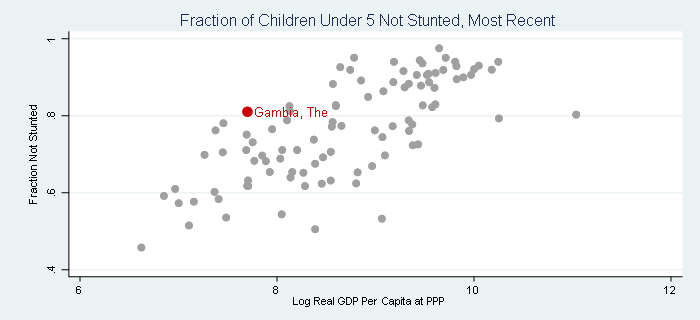 Fraction of Children Under 5 Not Stunted, Most Recent
1
.8
.6
.4
Fraction Not Stunted
Gambia, The
6
8
10
12
Log Real GDP Per Capita at PPP